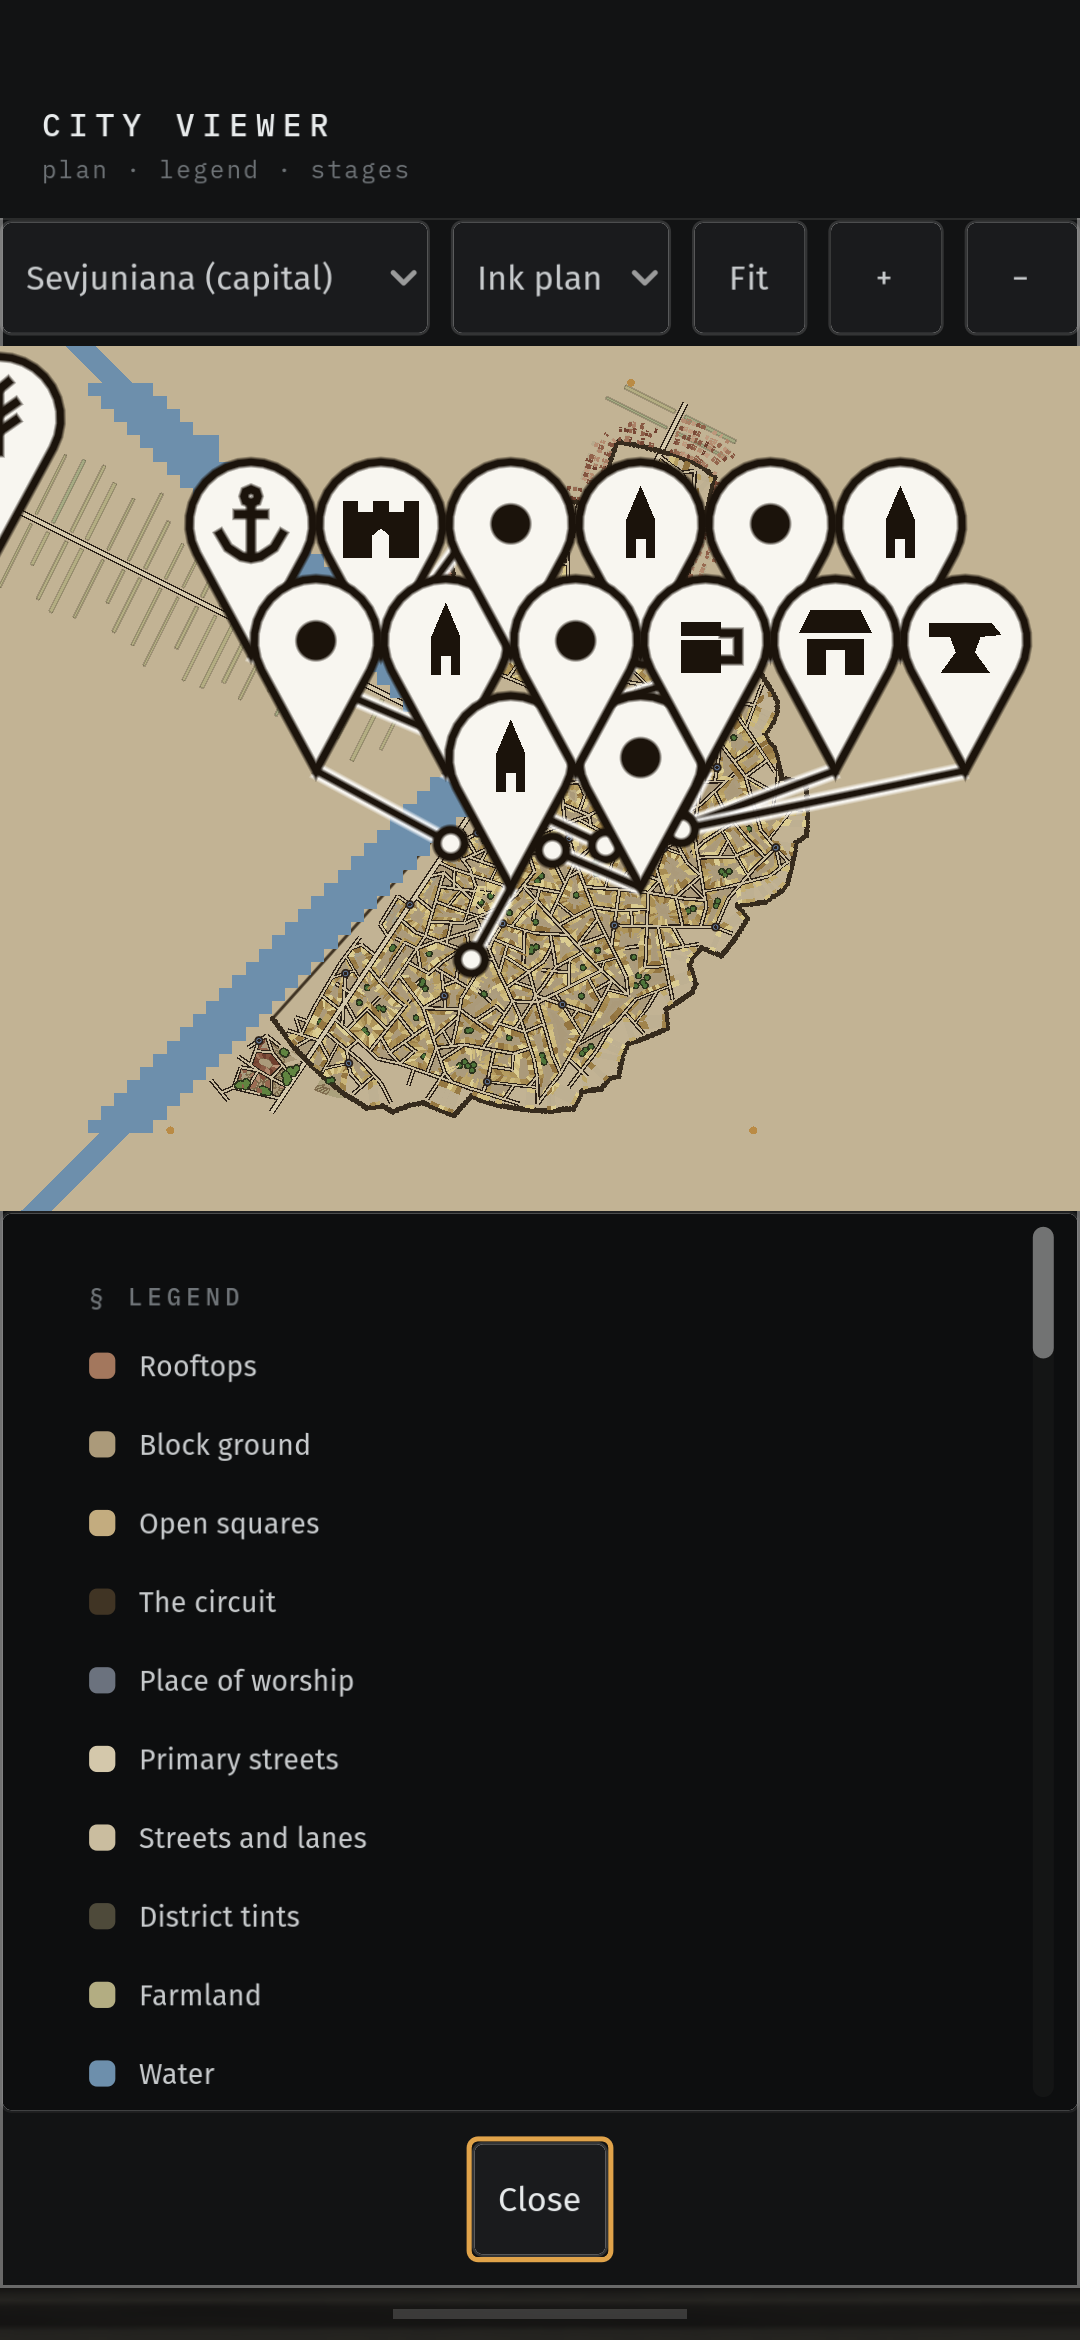 CITY VIEWER
plan · legend · stages
Sevjuniana (capital)
Ink plan
Fit
+
−
§ LEGEND
Rooftops
Block ground
Open squares
The circuit
Place of worship
Primary streets
Streets and lanes
District tints
Farmland
Water
Close